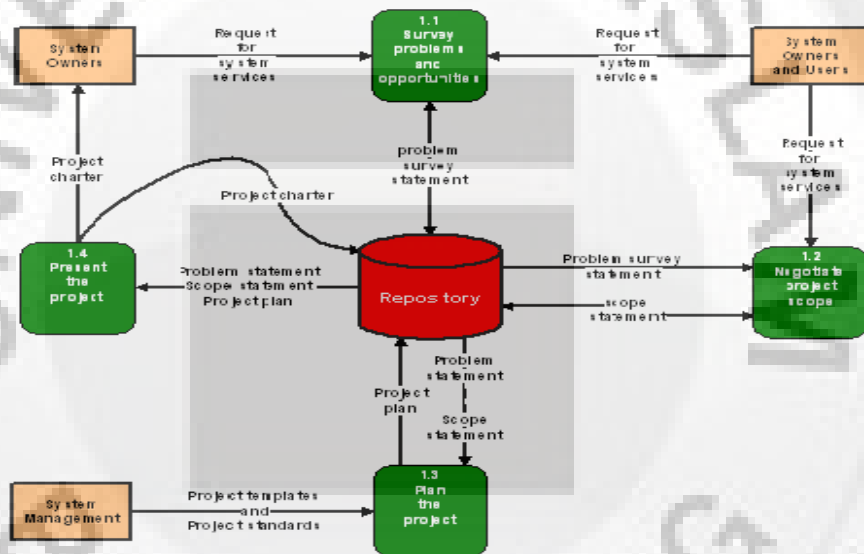 System
Owners
Request
for
system
services
1.1
Survey
problems
and
opportunities
Request
for
system
services
System
Owners
and Users
Project
charter
problem
survey
statement
Request
for
system
services
Project charter
1.4
Present
the
project
Problem statement
Scope statement
Project plan
Repository
Problem survey
statement
scope
statement
1.2
Negotiate
project
scope
Project
plan
Problem
statement
Scope
statement
System
Management
Project templates
and
Project standards
1.3
Plan
the
project